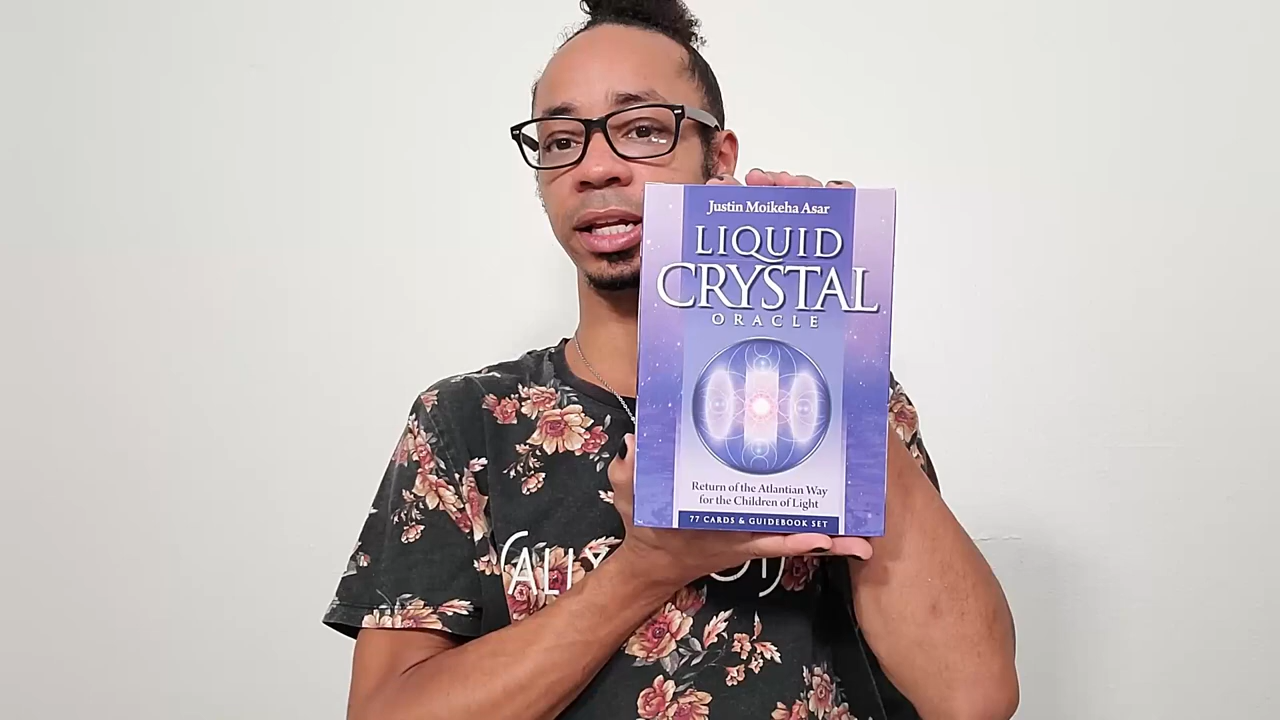 Justin Moikeha Asar
LIQUID
CRYSTAL
ORACLE
Return of the Atlantian Way
for the Children of Light
77 CARDS & GUIDEBOOK SET